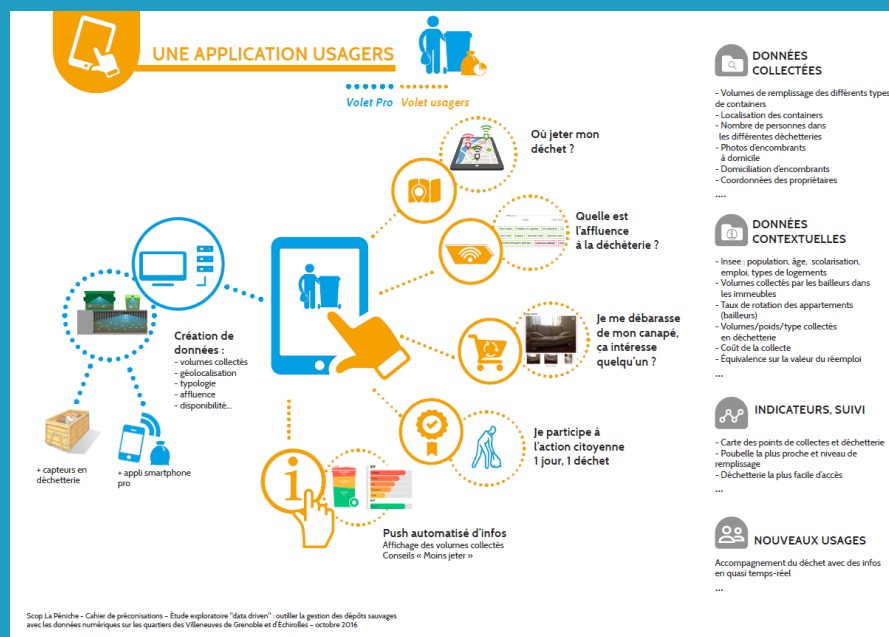 UNE APPLICATION USAGERS
Volet Pro Volet usagers
Où jeter mon
déchet ?
Quelle est
l'affluence
à la déchèterie ?
Je me débarasse
de mon canapé,
ça intéresse
quelqu'un ?
Je participe à
l'action citoyenne
1 jour, 1 déchet
Push automatisé d'infos
Affichage des volumes collectés
Conseils « Moins jeter »
Création de
données :
- volumes collectés
- géolocalisation
- typologie
- affluence
- disponibilité...
+ capteurs en
déchetterie
+ appli smartphone
pro
DONNÉES
COLLECTÉES
- Volumes de remplissage des différents types
de containers
- Localisation des containers
- Nombre de personnes dans
les différentes déchetteries
- Photos d'encombrants
à domicile
- Domiciliation d'encombrants
- Coordonnées des propriétaires
....
DONNÉES
CONTEXTUELLES
- Insee : population, âge, scolarisation,
emploi, types de logements
- Volumes collectés par les bailleurs dans
les immeubles
- Taux de rotation des appartements
(bailleurs)
- Volumes/poids/type collectés
en déchetterie
- Coût de la collecte
- Équivalence sur la valeur du réemploi
...
INDICATEURS, SUIVI
- Carte des points de collectes et déchetterie
- Poubelle la plus proche et niveau de
remplissage
- Déchetterie la plus facile d'accès
...
NOUVEAUX USAGES
Accompagnement du déchet avec des infos
en quasi temps-réel
...
Scop La Péniche - Cahier de préconisations - Étude exploratoire "data driven" : outiller la gestion des dépôts sauvages
avec les données numériques sur les quartiers des Villeneuves de Grenoble et d'Échirolles - octobre 2016